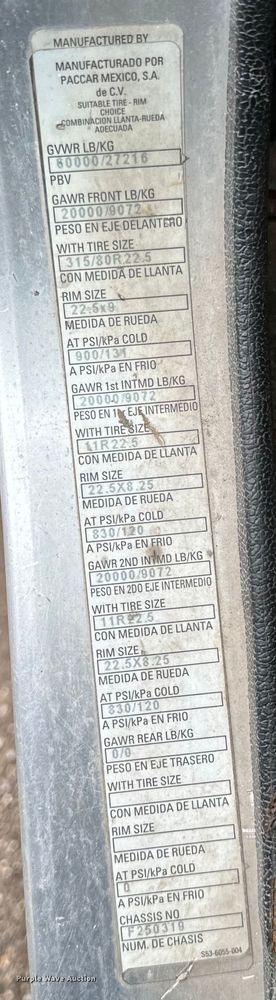 MANUFACTURED BY
MANUFACTURADO POR
PACCAR MEXICO, S.A.
de C.V.
SUITABLE TIRE - RIM
CHOICE
COMBINACION LLANTA-RUEDA
ADECUADA
GVWR LB/KG
60000/27216
PBV
GAWR FRONT LB/KG
20000/9072
PESO EN EJE DELANTERO
WITH TIRE SIZE
315/80R22.5
CON MEDIDA DE LLANTA
RIM SIZE
22.5x9
MEDIDA DE RUEDA
AT PSI/kPa COLD
900/131
A PSI/kPa EN FRIO
GAWR 1st INTMD LB/KG
20000/9072
PESO EN 1er EJE INTERMEDIO
WITH TIRE SIZE
11R22.5
CON MEDIDA DE LLANTA
RIM SIZE
22.5X8.25
MEDIDA DE RUEDA
AT PSI/kPa COLD
830/120
A PSI/kPa EN FRIO
GAWR 2ND INTMD LB/KG
20000/9072
PESO EN 2DO EJE INTERMEDIO
WITH TIRE SIZE
11R22.5
CON MEDIDA DE LLANTA
RIM SIZE
22.5X8.25
MEDIDA DE RUEDA
AT PSI/kPa COLD
830/120
A PSI/kPa EN FRIO
GAWR REAR LB/KG
0/0
PESO EN EJE TRASERO
WITH TIRE SIZE
CON MEDIDA DE LLANTA
RIM SIZE
MEDIDA DE RUEDA
AT PSI/kPa COLD
0
A PSI/kPa EN FRIO
CHASSIS NO
F250319
NUM. DE CHASIS
S53-6055-004
Purple Wave Auction